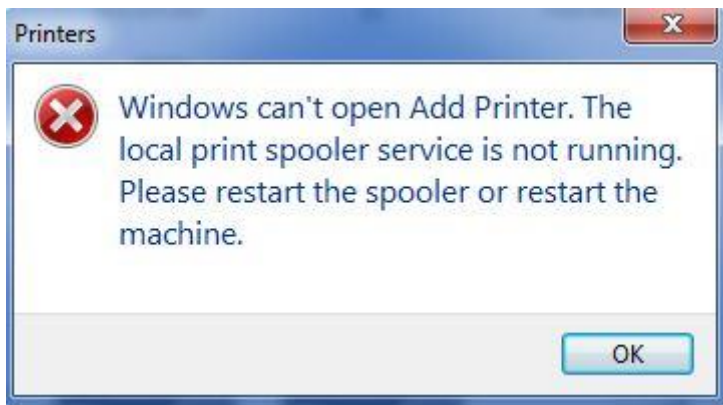 Printers
Windows can't open Add Printer. The
local print spooler service is not running.
Please restart the spooler or restart the
machine.
OK